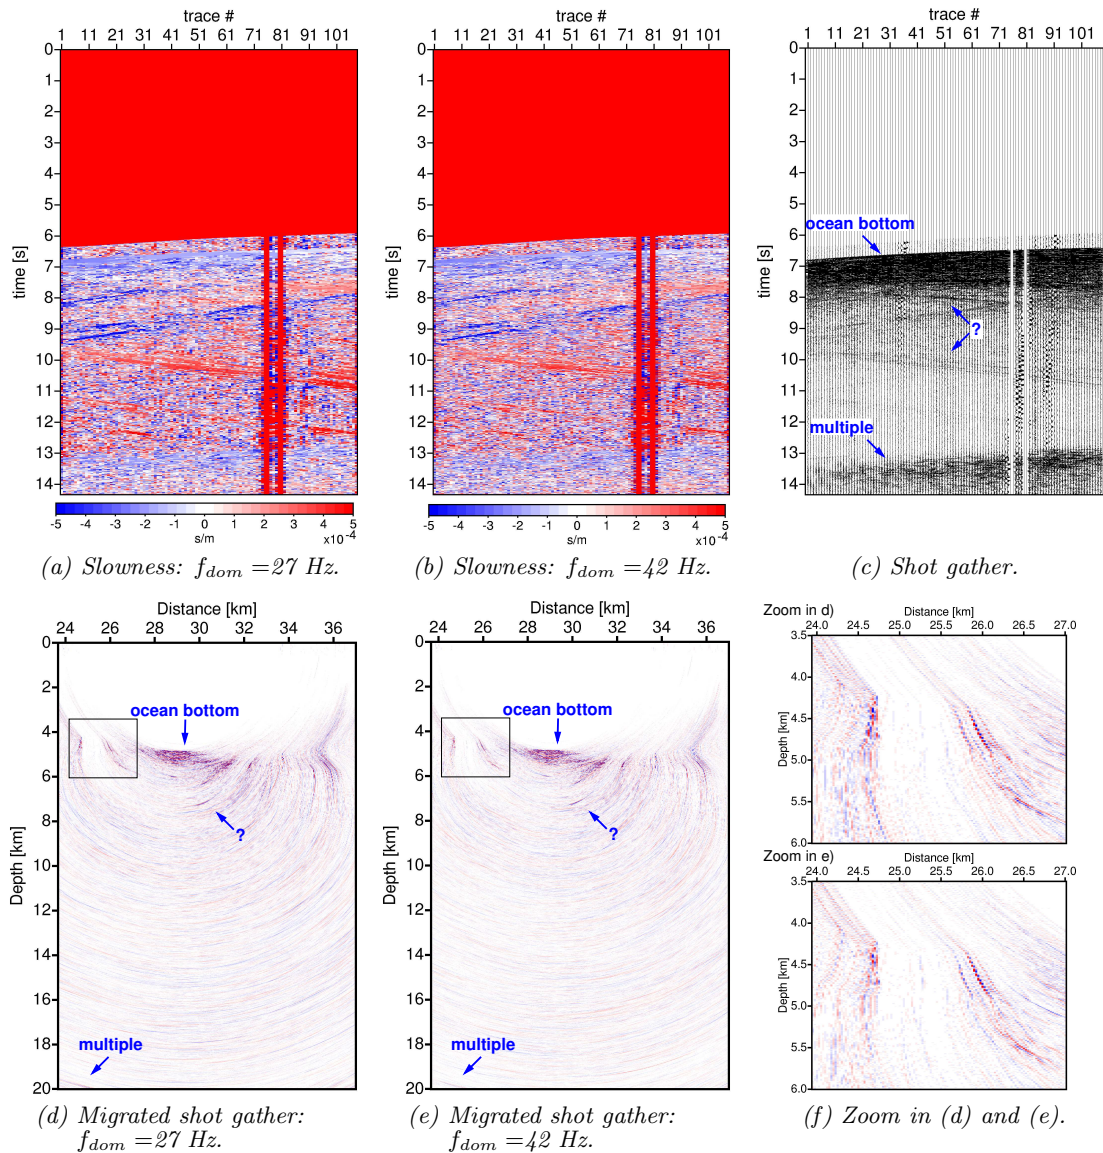 trace #
1 11 21 31 41 51 61 71 81 91 101
time [s]
0
1
2
3
4
5
6
7
8
9
10
11
12
13
14
-5 -4 -3 -2 -1 0 1 2 3 4 5
s/m x10⁻⁴
(a) Slowness: f_dom =27 Hz.
trace #
1 11 21 31 41 51 61 71 81 91 101
time [s]
0
1
2
3
4
5
6
7
8
9
10
11
12
13
14
-5 -4 -3 -2 -1 0 1 2 3 4 5
s/m x10⁻⁴
(b) Slowness: f_dom =42 Hz.
trace #
1 11 21 31 41 51 61 71 81 91 101
time [s]
0
1
2
3
4
5
6
7
8
9
10
11
12
13
14
ocean bottom
?
multiple
(c) Shot gather.
Distance [km]
24 26 28 30 32 34 36
Depth [km]
0
2
4
6
8
10
12
14
16
18
20
ocean bottom
?
multiple
(d) Migrated shot gather:
f_dom =27 Hz.
Distance [km]
24 26 28 30 32 34 36
Depth [km]
0
2
4
6
8
10
12
14
16
18
20
ocean bottom
?
multiple
(e) Migrated shot gather:
f_dom =42 Hz.
Zoom in d) Distance [km]
24.0 24.5 25.0 25.5 26.0 26.5 27.0
Depth [km]
3.5
4.0
4.5
5.0
5.5
6.0
Zoom in e) Distance [km]
24.0 24.5 25.0 25.5 26.0 26.5 27.0
Depth [km]
3.5
4.0
4.5
5.0
5.5
6.0
(f) Zoom in (d) and (e).